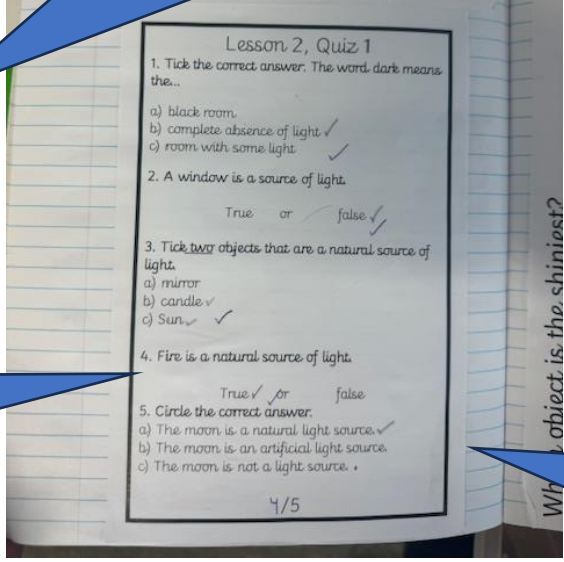 Lesson 2, Quiz 1
1. Tick the correct answer. The word dark means
the...
a) black room
b) complete absence of light ✓
c) room with some light
2. A window is a source of light.
True or false ✓
3. Tick two objects that are a natural source of
light.
a) mirror
b) candle ✓
c) Sun ✓
4. Fire is a natural source of light.
True ✓ or false
5. Circle the correct answer.
a) The moon is a natural light source. ✓
b) The moon is an artificial light source.
c) The moon is not a light source.
4/5
object is the shiniest?